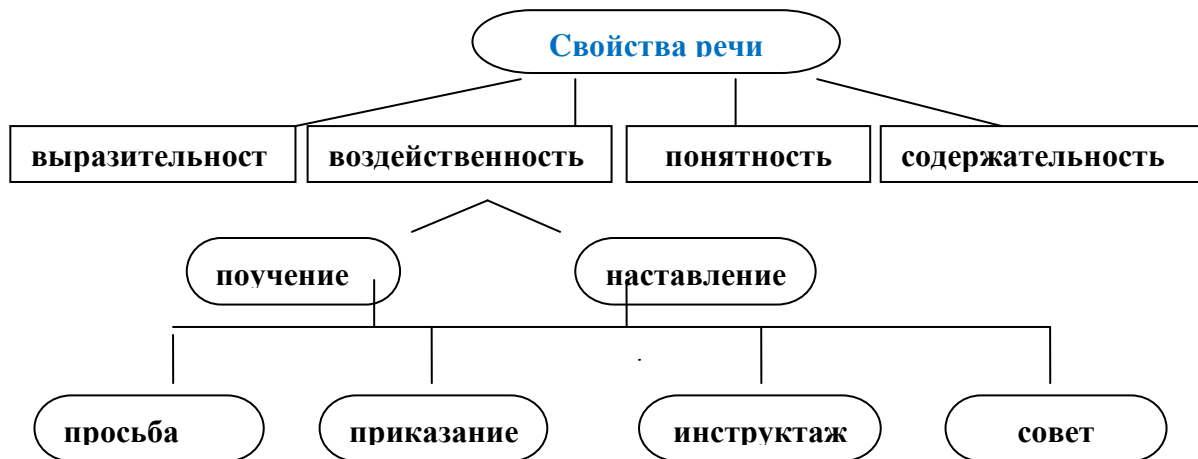 Свойства речи
выразительност воздейственность понятность содержательность
поучение наставление
просьба приказание инструктаж совет